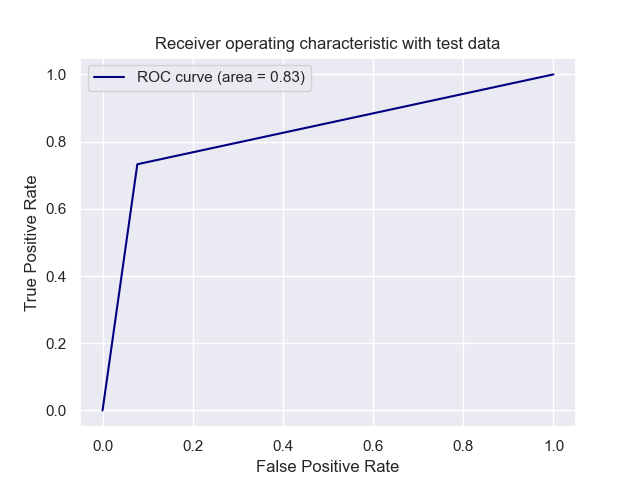 Receiver operating characteristic with test data
ROC curve (area = 0.83)
1.0
0.8
0.6
0.4
0.2
0.0
True Positive Rate
0.0 0.2 0.4 0.6 0.8 1.0
False Positive Rate